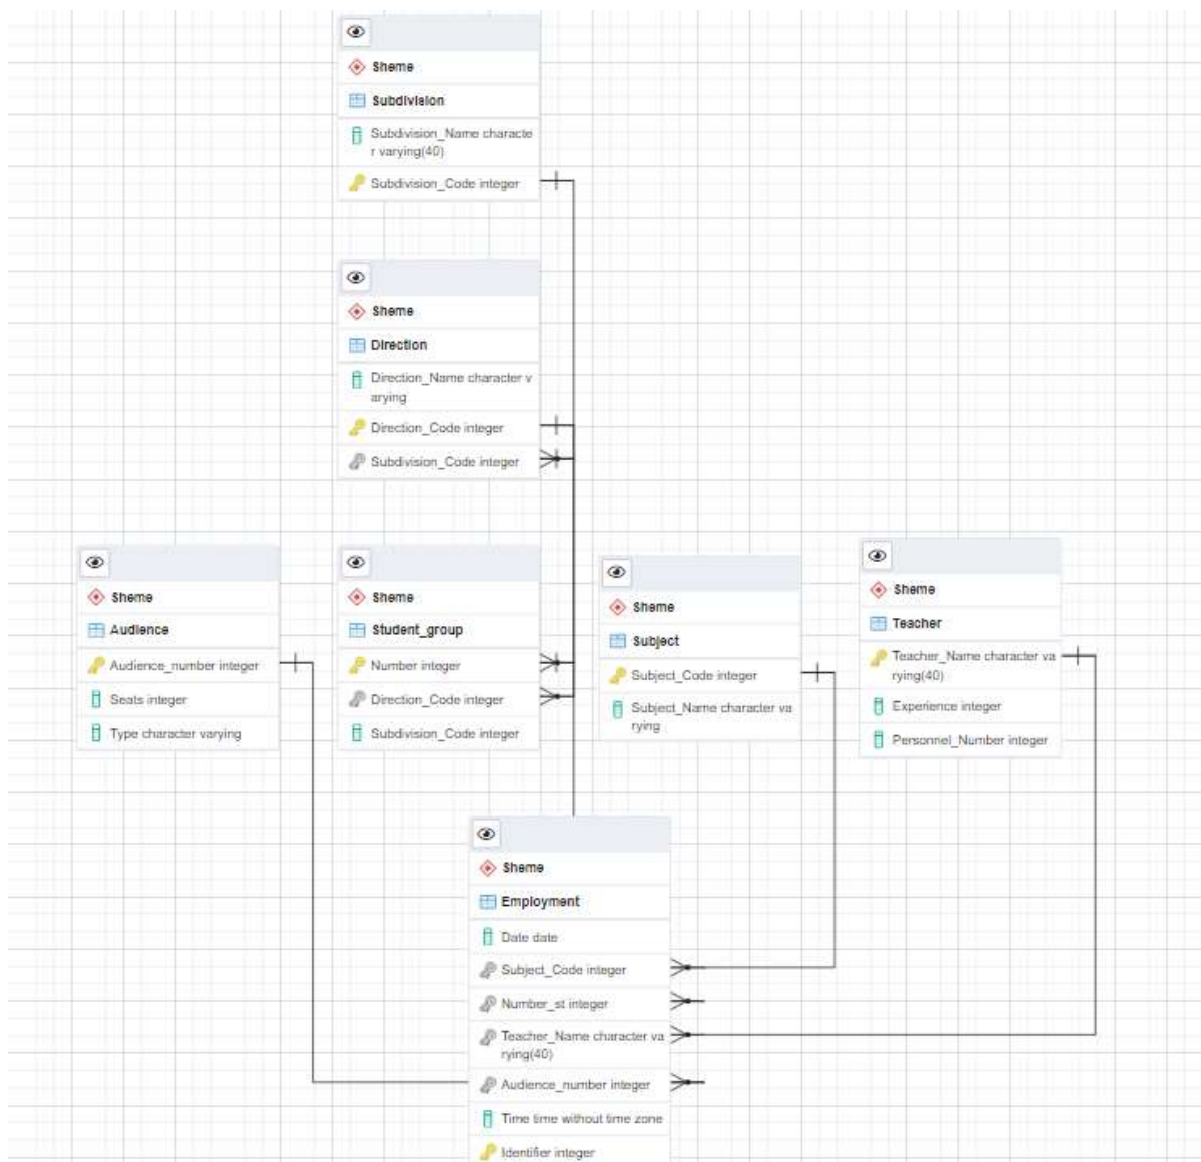 Sheme
Subdivision
Subdivision_Name characte
r varying(40)
Subdivision_Code integer
Sheme
Direction
Direction_Name character v
arying
Direction_Code integer
Subdivision_Code integer
Sheme
Audience
Audience_number integer
Seats integer
Type character varying
Sheme
Student_group
Number integer
Direction_Code integer
Subdivision_Code integer
Sheme
Subject
Subject_Code integer
Subject_Name character va
rying
Sheme
Teacher
Teacher_Name character va
rying(40)
Experience integer
Personnel_Number integer
Sheme
Employment
Date date
Subject_Code integer
Number_st integer
Teacher_Name character va
rying(40)
Audience_number integer
Time time without time zone
Identifier integer